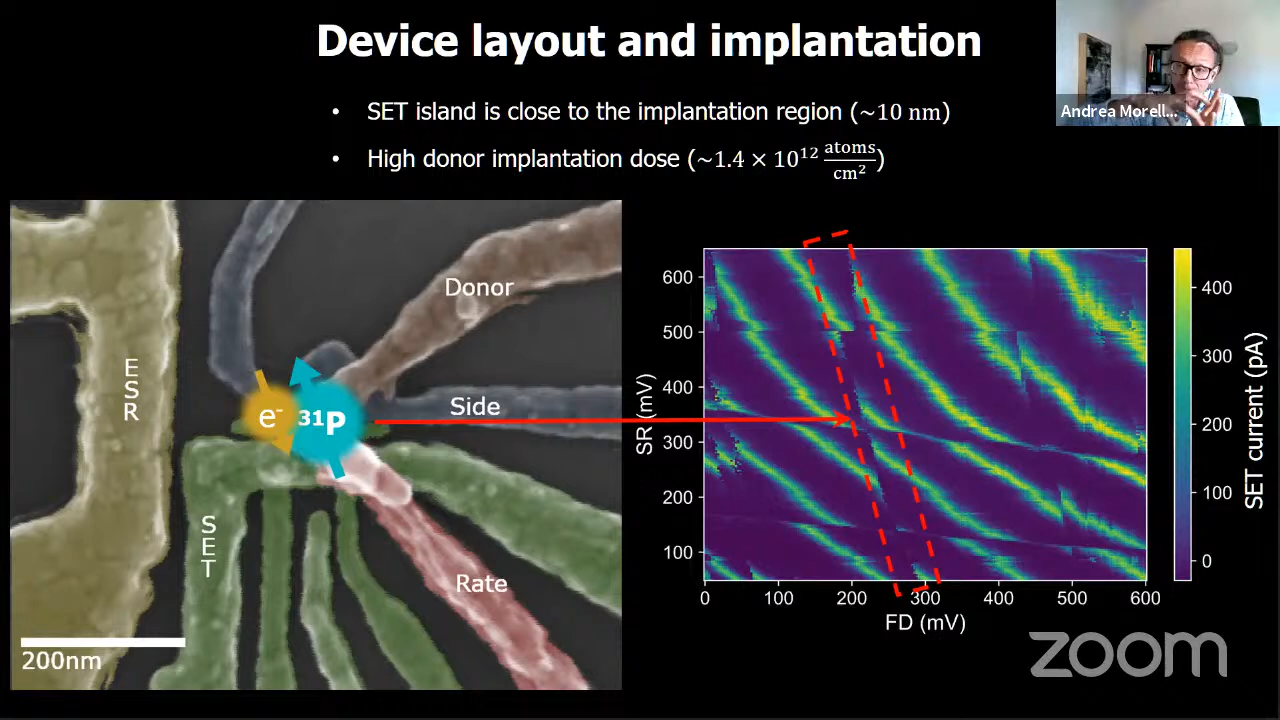 Device layout and implantation
• SET island is close to the implantation region (~10 nm)
• High donor implantation dose (~1.4 × 10¹² atoms/cm²)
Andrea Morell...
Donor
ESR
e⁻
³¹P
Side
SET
Rate
200nm
SR (mV)
600
500
400
300
200
100
0
100
200
300
400
500
600
FD (mV)
400
300
200
100
0
SET current (pA)
zoom